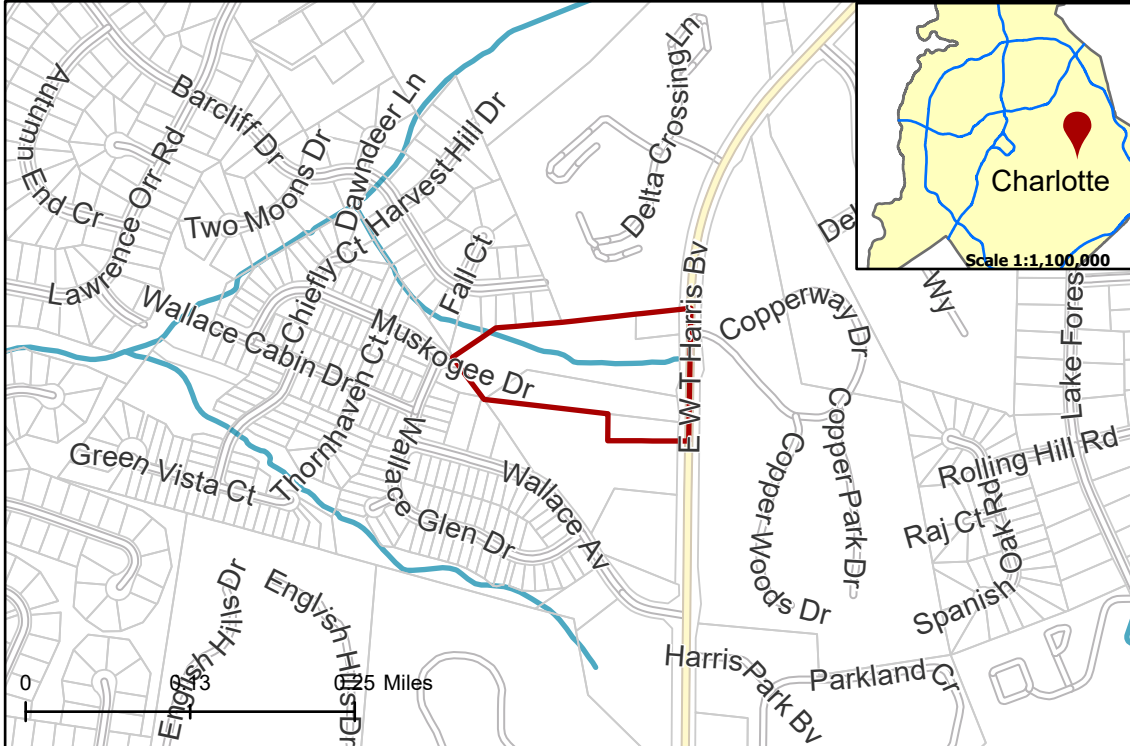 Autumn End Cr
Barcliff Dr
Lawrence Orr Rd
Two Moons Dr
Dawndeer Ln
Harvest Hill Dr
Delta Crossing Ln
Charlotte
Scale 1:1,100,000
Chiefly Ct
Fall Ct
Wallace Cabin Dr
Muskogee Dr
Thornhaven Ct
E W T Harris Bv
Copperway Dr
Wy
Lake Fores
Green Vista Ct
Wallace Glen Dr
Wallace Av
Copper Woods Dr
Copper Park Dr
Rolling Hill Rd
Raj Ct
Spanish Oak Rd
English Hills Dr
English Hills Dr
Harris Park Bv
Parkland Cr
0 0.13 0.25 Miles